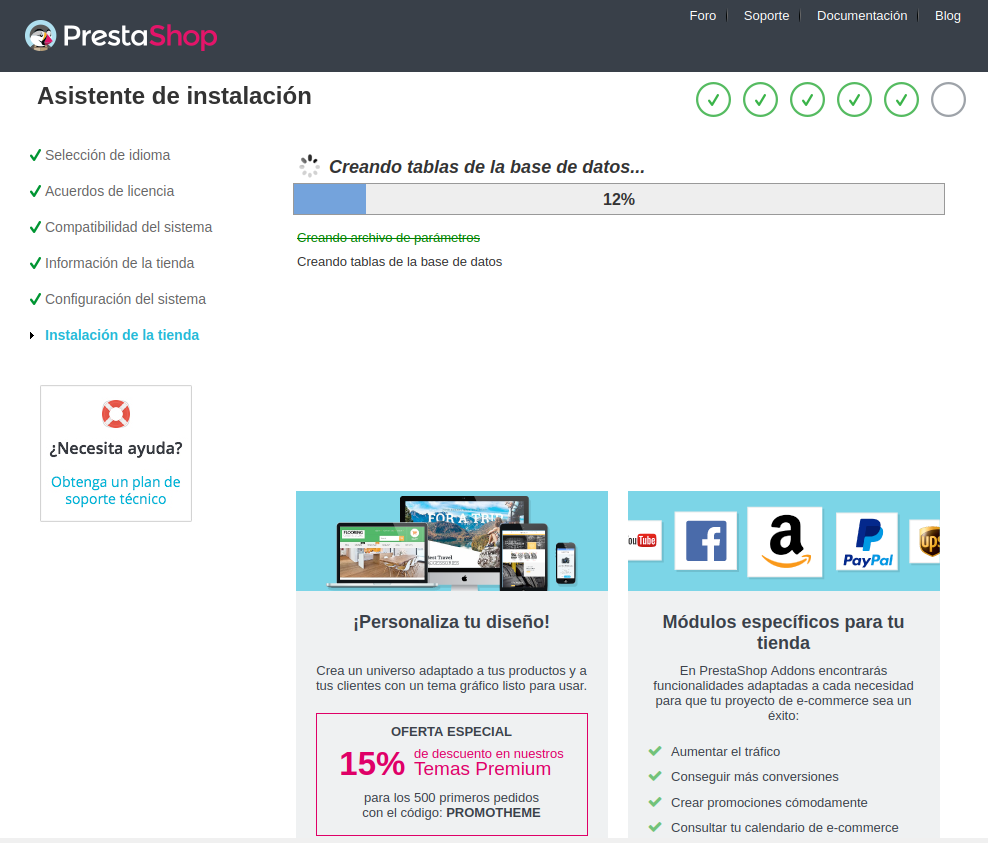 Foro
Soporte
Documentación
Blog
PrestaShop
Asistente de instalación
Selección de idioma
Acuerdos de licencia
Compatibilidad del sistema
Información de la tienda
Configuración del sistema
Instalación de la tienda
¿Necesita ayuda?
Obtenga un plan de
soporte técnico
Creando tablas de la base de datos...
12%
Creando archivo de parámetros
Creando tablas de la base de datos
FOR A TRI
¡Personaliza tu diseño!
Crea un universo adaptado a tus productos y a
tus clientes con un tema gráfico listo para usar.
OFERTA ESPECIAL
15%
de descuento en nuestros
Temas Premium
para los 500 primeros pedidos
con el código: PROMOTHEME
ouTube
f
a
PayPal
ups
Módulos específicos para tu
tienda
En PrestaShop Addons encontrarás
funcionalidades adaptadas a cada necesidad
para que tu proyecto de e-commerce sea un
éxito:
Aumentar el tráfico
Conseguir más conversiones
Crear promociones cómodamente
Consultar tu calendario de e-commerce